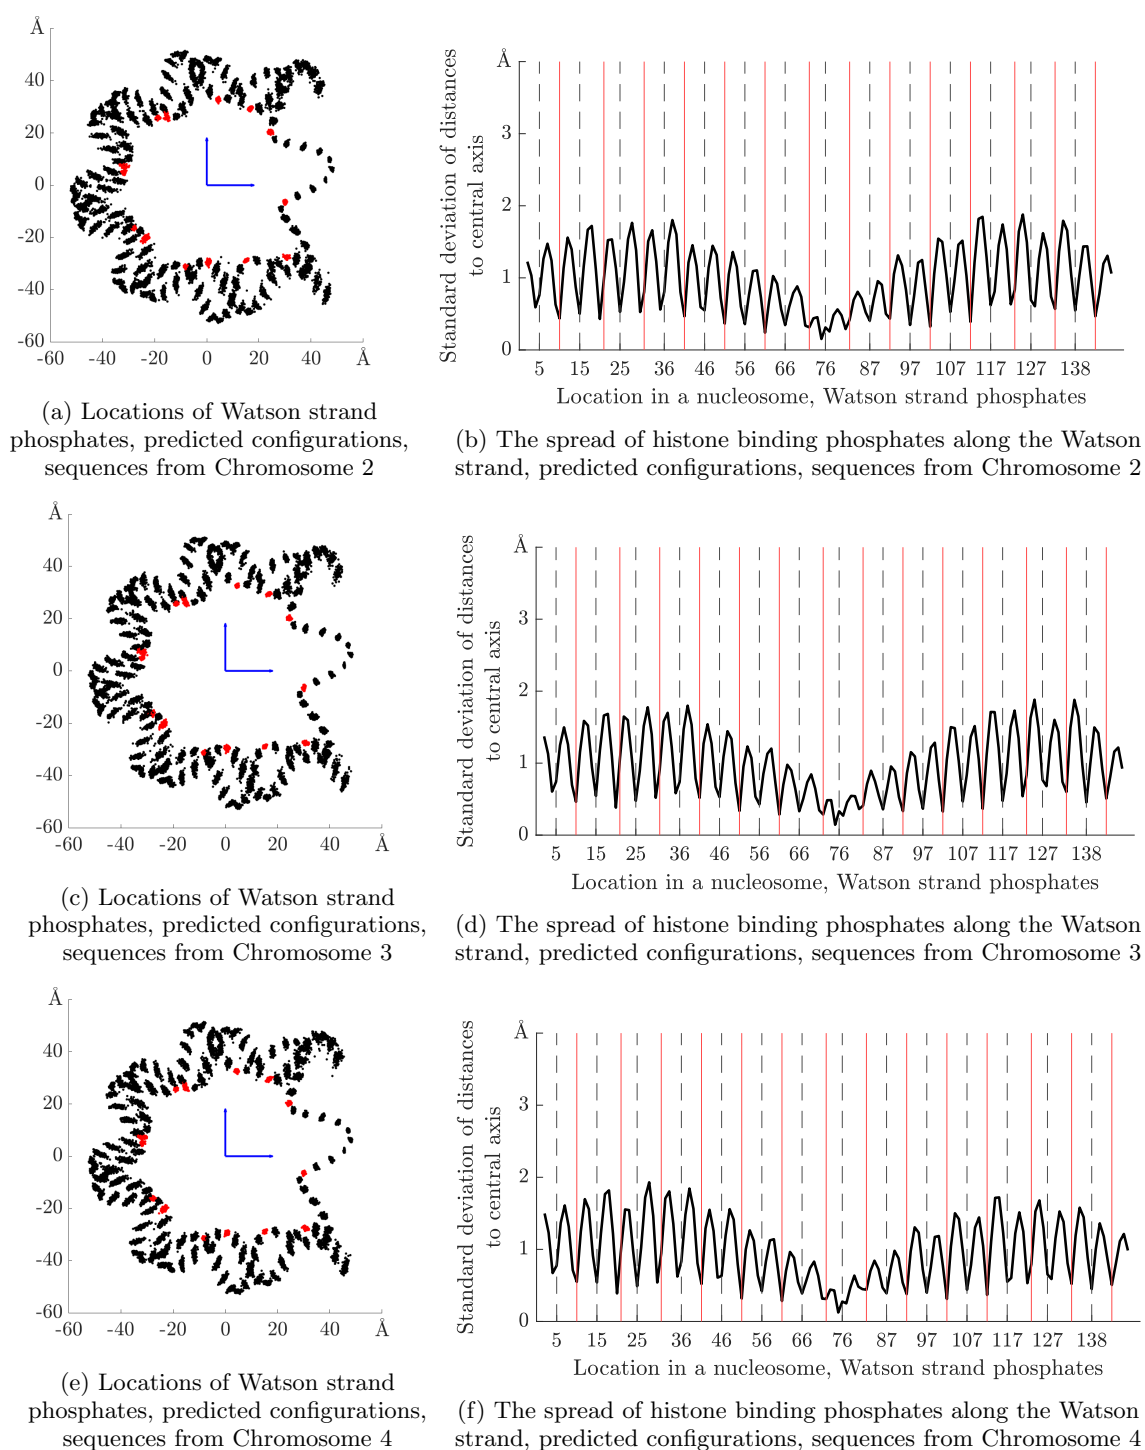 Å
40
20
0
-20
-40
-60
-60 -40 -20 0 20 40 Å
(a) Locations of Watson strand
phosphates, predicted configurations,
sequences from Chromosome 2
Standard deviation of distances
to central axis
Å
3
2
1
0
5 15 25 36 46 56 66 76 87 97 107 117 127 138
Location in a nucleosome, Watson strand phosphates
(b) The spread of histone binding phosphates along the Watson
strand, predicted configurations, sequences from Chromosome 2
Å
40
20
0
-20
-40
-60
-60 -40 -20 0 20 40 Å
(c) Locations of Watson strand
phosphates, predicted configurations,
sequences from Chromosome 3
Standard deviation of distances
to central axis
Å
3
2
1
0
5 15 25 36 46 56 66 76 87 97 107 117 127 138
Location in a nucleosome, Watson strand phosphates
(d) The spread of histone binding phosphates along the Watson
strand, predicted configurations, sequences from Chromosome 3
Å
40
20
0
-20
-40
-60
-60 -40 -20 0 20 40 Å
(e) Locations of Watson strand
phosphates, predicted configurations,
sequences from Chromosome 4
Standard deviation of distances
to central axis
Å
3
2
1
0
5 15 25 36 46 56 66 76 87 97 107 117 127 138
Location in a nucleosome, Watson strand phosphates
(f) The spread of histone binding phosphates along the Watson
strand, predicted configurations, sequences from Chromosome 4